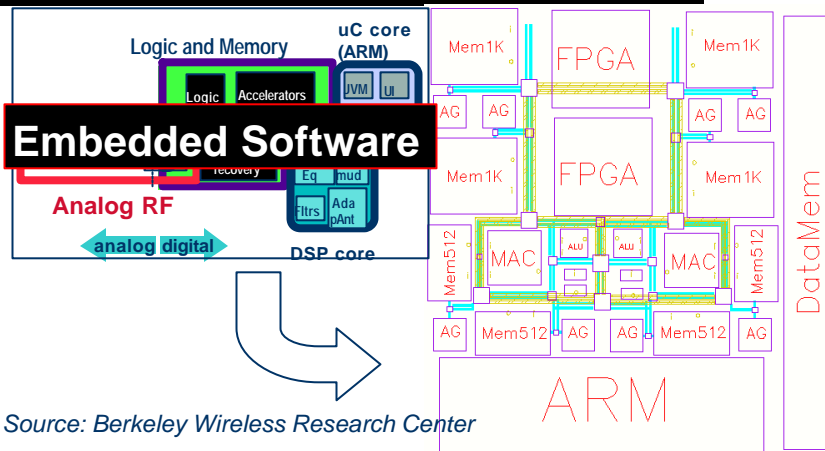 uC core
(ARM)
Logic and Memory
Logic
Accelerators
JVM
UI
Embedded Software
recovery
Eq
mud
Analog RF
Fltrs
Ada
pAnt
analog digital
DSP core
Source: Berkeley Wireless Research Center
Mem1K
FPGA
Mem1K
AG
AG
AG
AG
Mem1K
FPGA
Mem1K
Mem512
MAC
ALU
ALU
MAC
Mem512
DataMem
AG
Mem512
AG
AG
Mem512
AG
ARM